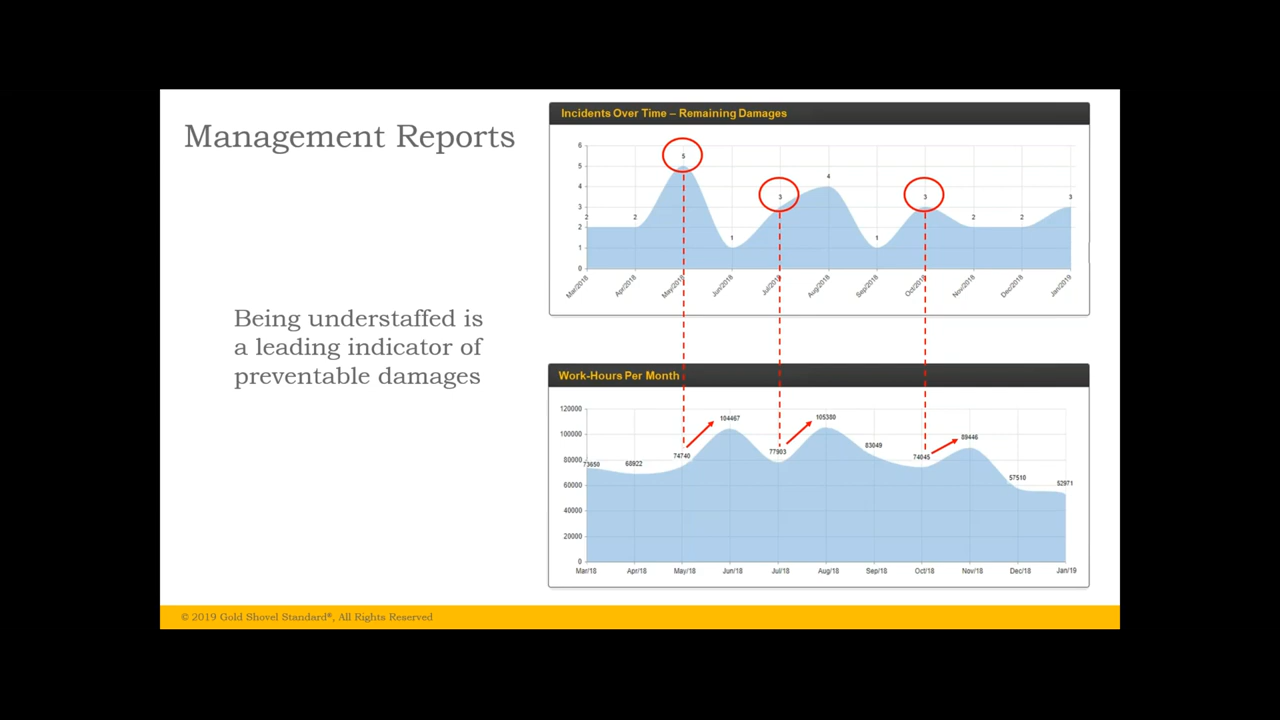 Management Reports
Being understaffed is
a leading indicator of
preventable damages
Incidents Over Time – Remaining Damages
6
5
4
3
2
1
0
2
2
5
1
3
4
1
3
2
2
3
Mar/2018
Apr/2018
May/2018
Jun/2018
Jul/2018
Aug/2018
Sep/2018
Oct/2018
Nov/2018
Dec/2018
Jan/2019
Work-Hours Per Month
120000
100000
80000
60000
40000
20000
0
73650
68922
74740
104467
77903
105380
83049
74045
89446
57510
52971
Mar/18
Apr/18
May/18
Jun/18
Jul/18
Aug/18
Sep/18
Oct/18
Nov/18
Dec/18
Jan/19
© 2019 Gold Shovel Standard®, All Rights Reserved